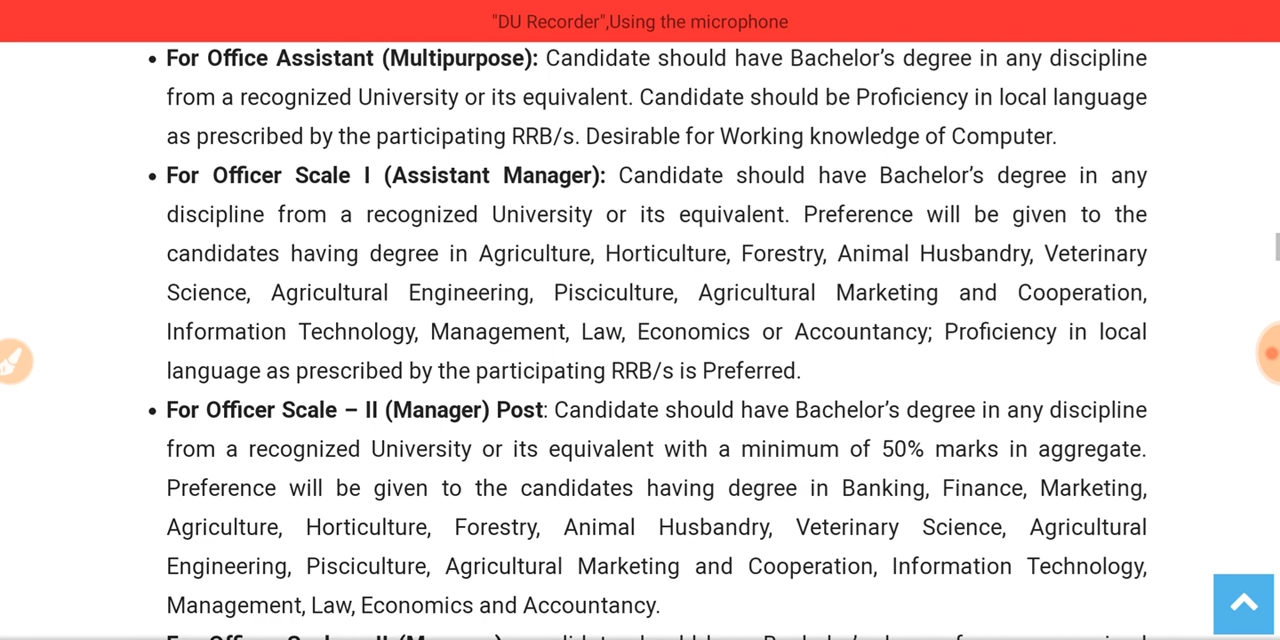 "DU Recorder",Using the microphone
• For Office Assistant (Multipurpose): Candidate should have Bachelor’s degree in any discipline
from a recognized University or its equivalent. Candidate should be Proficiency in local language
as prescribed by the participating RRB/s. Desirable for Working knowledge of Computer.
• For Officer Scale I (Assistant Manager): Candidate should have Bachelor’s degree in any
discipline from a recognized University or its equivalent. Preference will be given to the
candidates having degree in Agriculture, Horticulture, Forestry, Animal Husbandry, Veterinary
Science, Agricultural Engineering, Pisciculture, Agricultural Marketing and Cooperation,
Information Technology, Management, Law, Economics or Accountancy; Proficiency in local
language as prescribed by the participating RRB/s is Preferred.
• For Officer Scale – II (Manager) Post: Candidate should have Bachelor’s degree in any discipline
from a recognized University or its equivalent with a minimum of 50% marks in aggregate.
Preference will be given to the candidates having degree in Banking, Finance, Marketing,
Agriculture, Horticulture, Forestry, Animal Husbandry, Veterinary Science, Agricultural
Engineering, Pisciculture, Agricultural Marketing and Cooperation, Information Technology,
Management, Law, Economics and Accountancy.